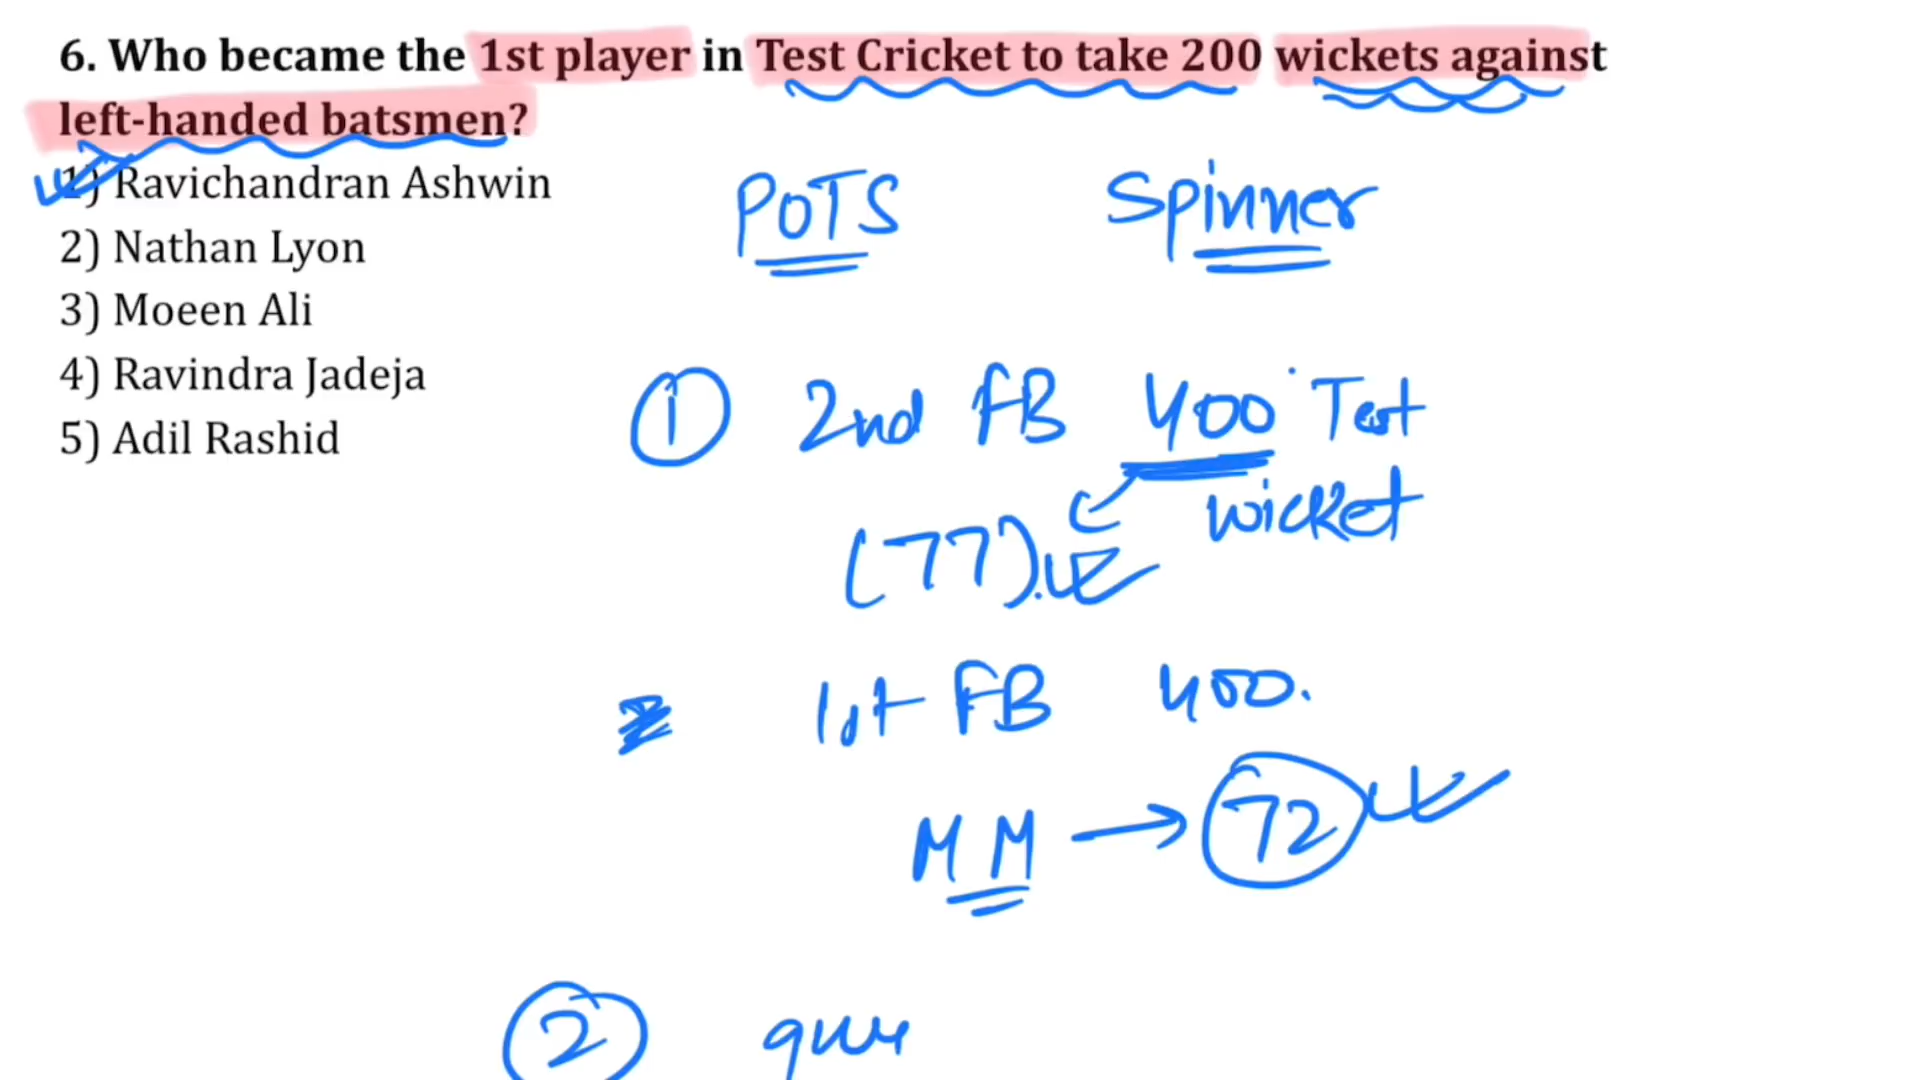 6. Who became the 1st player in Test Cricket to take 200 wickets against
left-handed batsmen?
1) Ravichandran Ashwin
2) Nathan Lyon
3) Moeen Ali
4) Ravindra Jadeja
5) Adil Rashid
POTS Spinner
① 2nd FB 400 Test
wicket
(77).
1st FB 400.
MM → 72
②